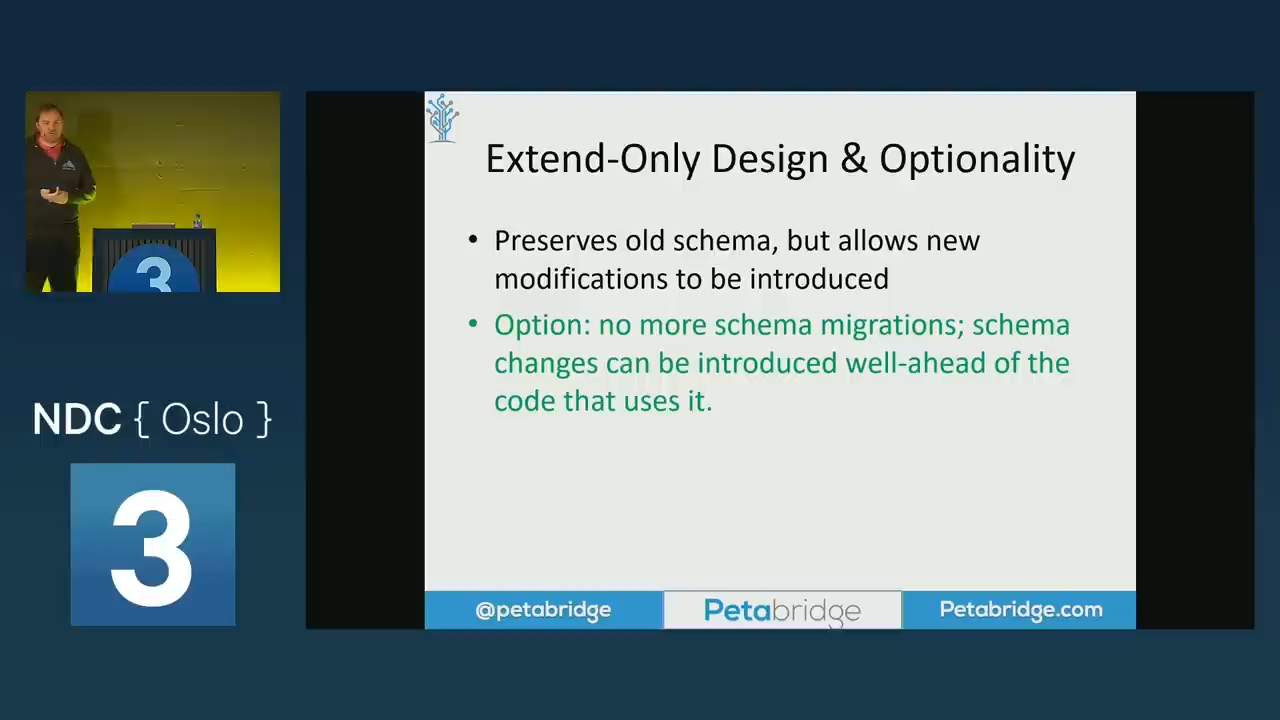 3
NDC { Oslo }
3
Extend-Only Design & Optionality
• Preserves old schema, but allows new
modifications to be introduced
• Option: no more schema migrations; schema
changes can be introduced well-ahead of the
code that uses it.
@petabridge
Petabridge
Petabridge.com